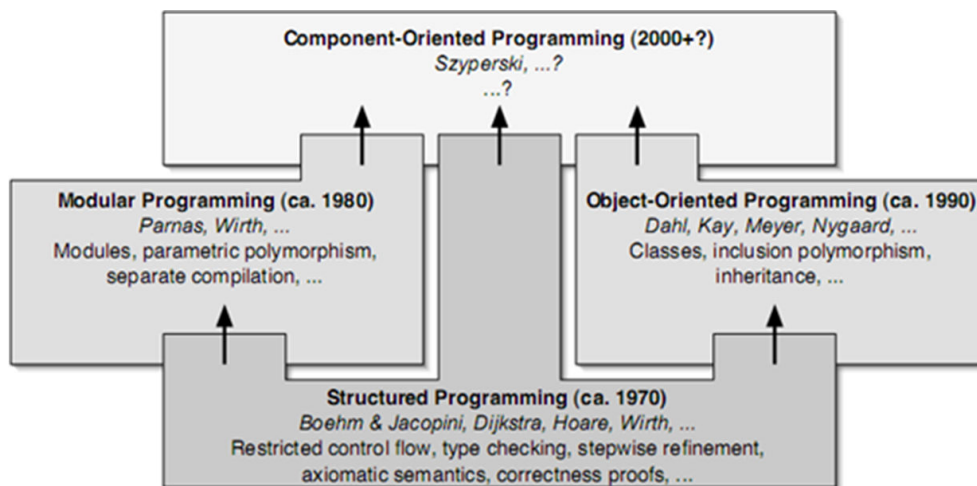 Component-Oriented Programming (2000+?)
Szyperski, ...?
...?
Modular Programming (ca. 1980)
Parnas, Wirth, ...
Modules, parametric polymorphism,
separate compilation, ...
Object-Oriented Programming (ca. 1990)
Dahl, Kay, Meyer, Nygaard, ...
Classes, inclusion polymorphism,
inheritance, ...
Structured Programming (ca. 1970)
Boehm & Jacopini, Dijkstra, Hoare, Wirth, ...
Restricted control flow, type checking, stepwise refinement,
axiomatic semantics, correctness proofs, ...